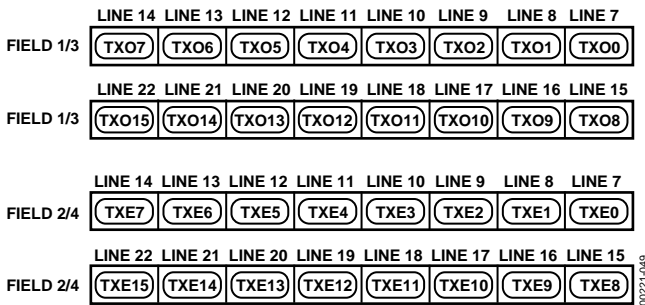 LINE 14 LINE 13 LINE 12 LINE 11 LINE 10 LINE 9 LINE 8 LINE 7
FIELD 1/3 TXO7 TXO6 TXO5 TXO4 TXO3 TXO2 TXO1 TXO0
LINE 22 LINE 21 LINE 20 LINE 19 LINE 18 LINE 17 LINE 16 LINE 15
FIELD 1/3 TXO15 TXO14 TXO13 TXO12 TXO11 TXO10 TXO9 TXO8
LINE 14 LINE 13 LINE 12 LINE 11 LINE 10 LINE 9 LINE 8 LINE 7
FIELD 2/4 TXE7 TXE6 TXE5 TXE4 TXE3 TXE2 TXE1 TXE0
LINE 22 LINE 21 LINE 20 LINE 19 LINE 18 LINE 17 LINE 16 LINE 15
FIELD 2/4 TXE15 TXE14 TXE13 TXE12 TXE11 TXE10 TXE9 TXE8
00221-049